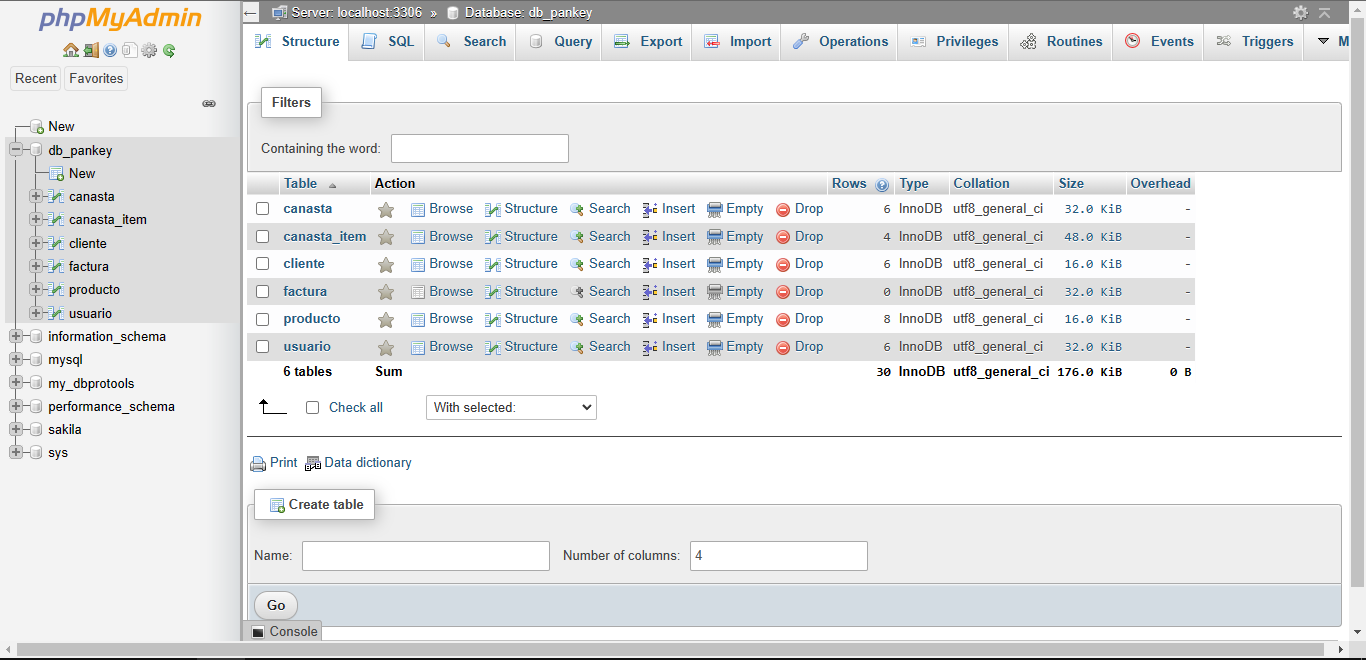 phpMyAdmin
Recent Favorites
New
db_pankey
New
canasta
canasta_item
cliente
factura
producto
usuario
information_schema
mysql
my_dbprotools
performance_schema
sakila
sys
Server: localhost:3306 » Database: db_pankey
Structure SQL Search Query Export Import Operations Privileges Routines Events Triggers M
Filters
Containing the word:
Table Action Rows Type Collation Size Overhead
canasta Browse Structure Search Insert Empty Drop 6 InnoDB utf8_general_ci 32.0 KiB -
canasta_item Browse Structure Search Insert Empty Drop 4 InnoDB utf8_general_ci 48.0 KiB -
cliente Browse Structure Search Insert Empty Drop 6 InnoDB utf8_general_ci 16.0 KiB -
factura Browse Structure Search Insert Empty Drop 0 InnoDB utf8_general_ci 32.0 KiB -
producto Browse Structure Search Insert Empty Drop 8 InnoDB utf8_general_ci 16.0 KiB -
usuario Browse Structure Search Insert Empty Drop 6 InnoDB utf8_general_ci 32.0 KiB -
6 tables Sum 30 InnoDB utf8_general_ci 176.0 KiB 0 B
Check all With selected:
Print Data dictionary
Create table
Name: Number of columns: 4
Go
Console